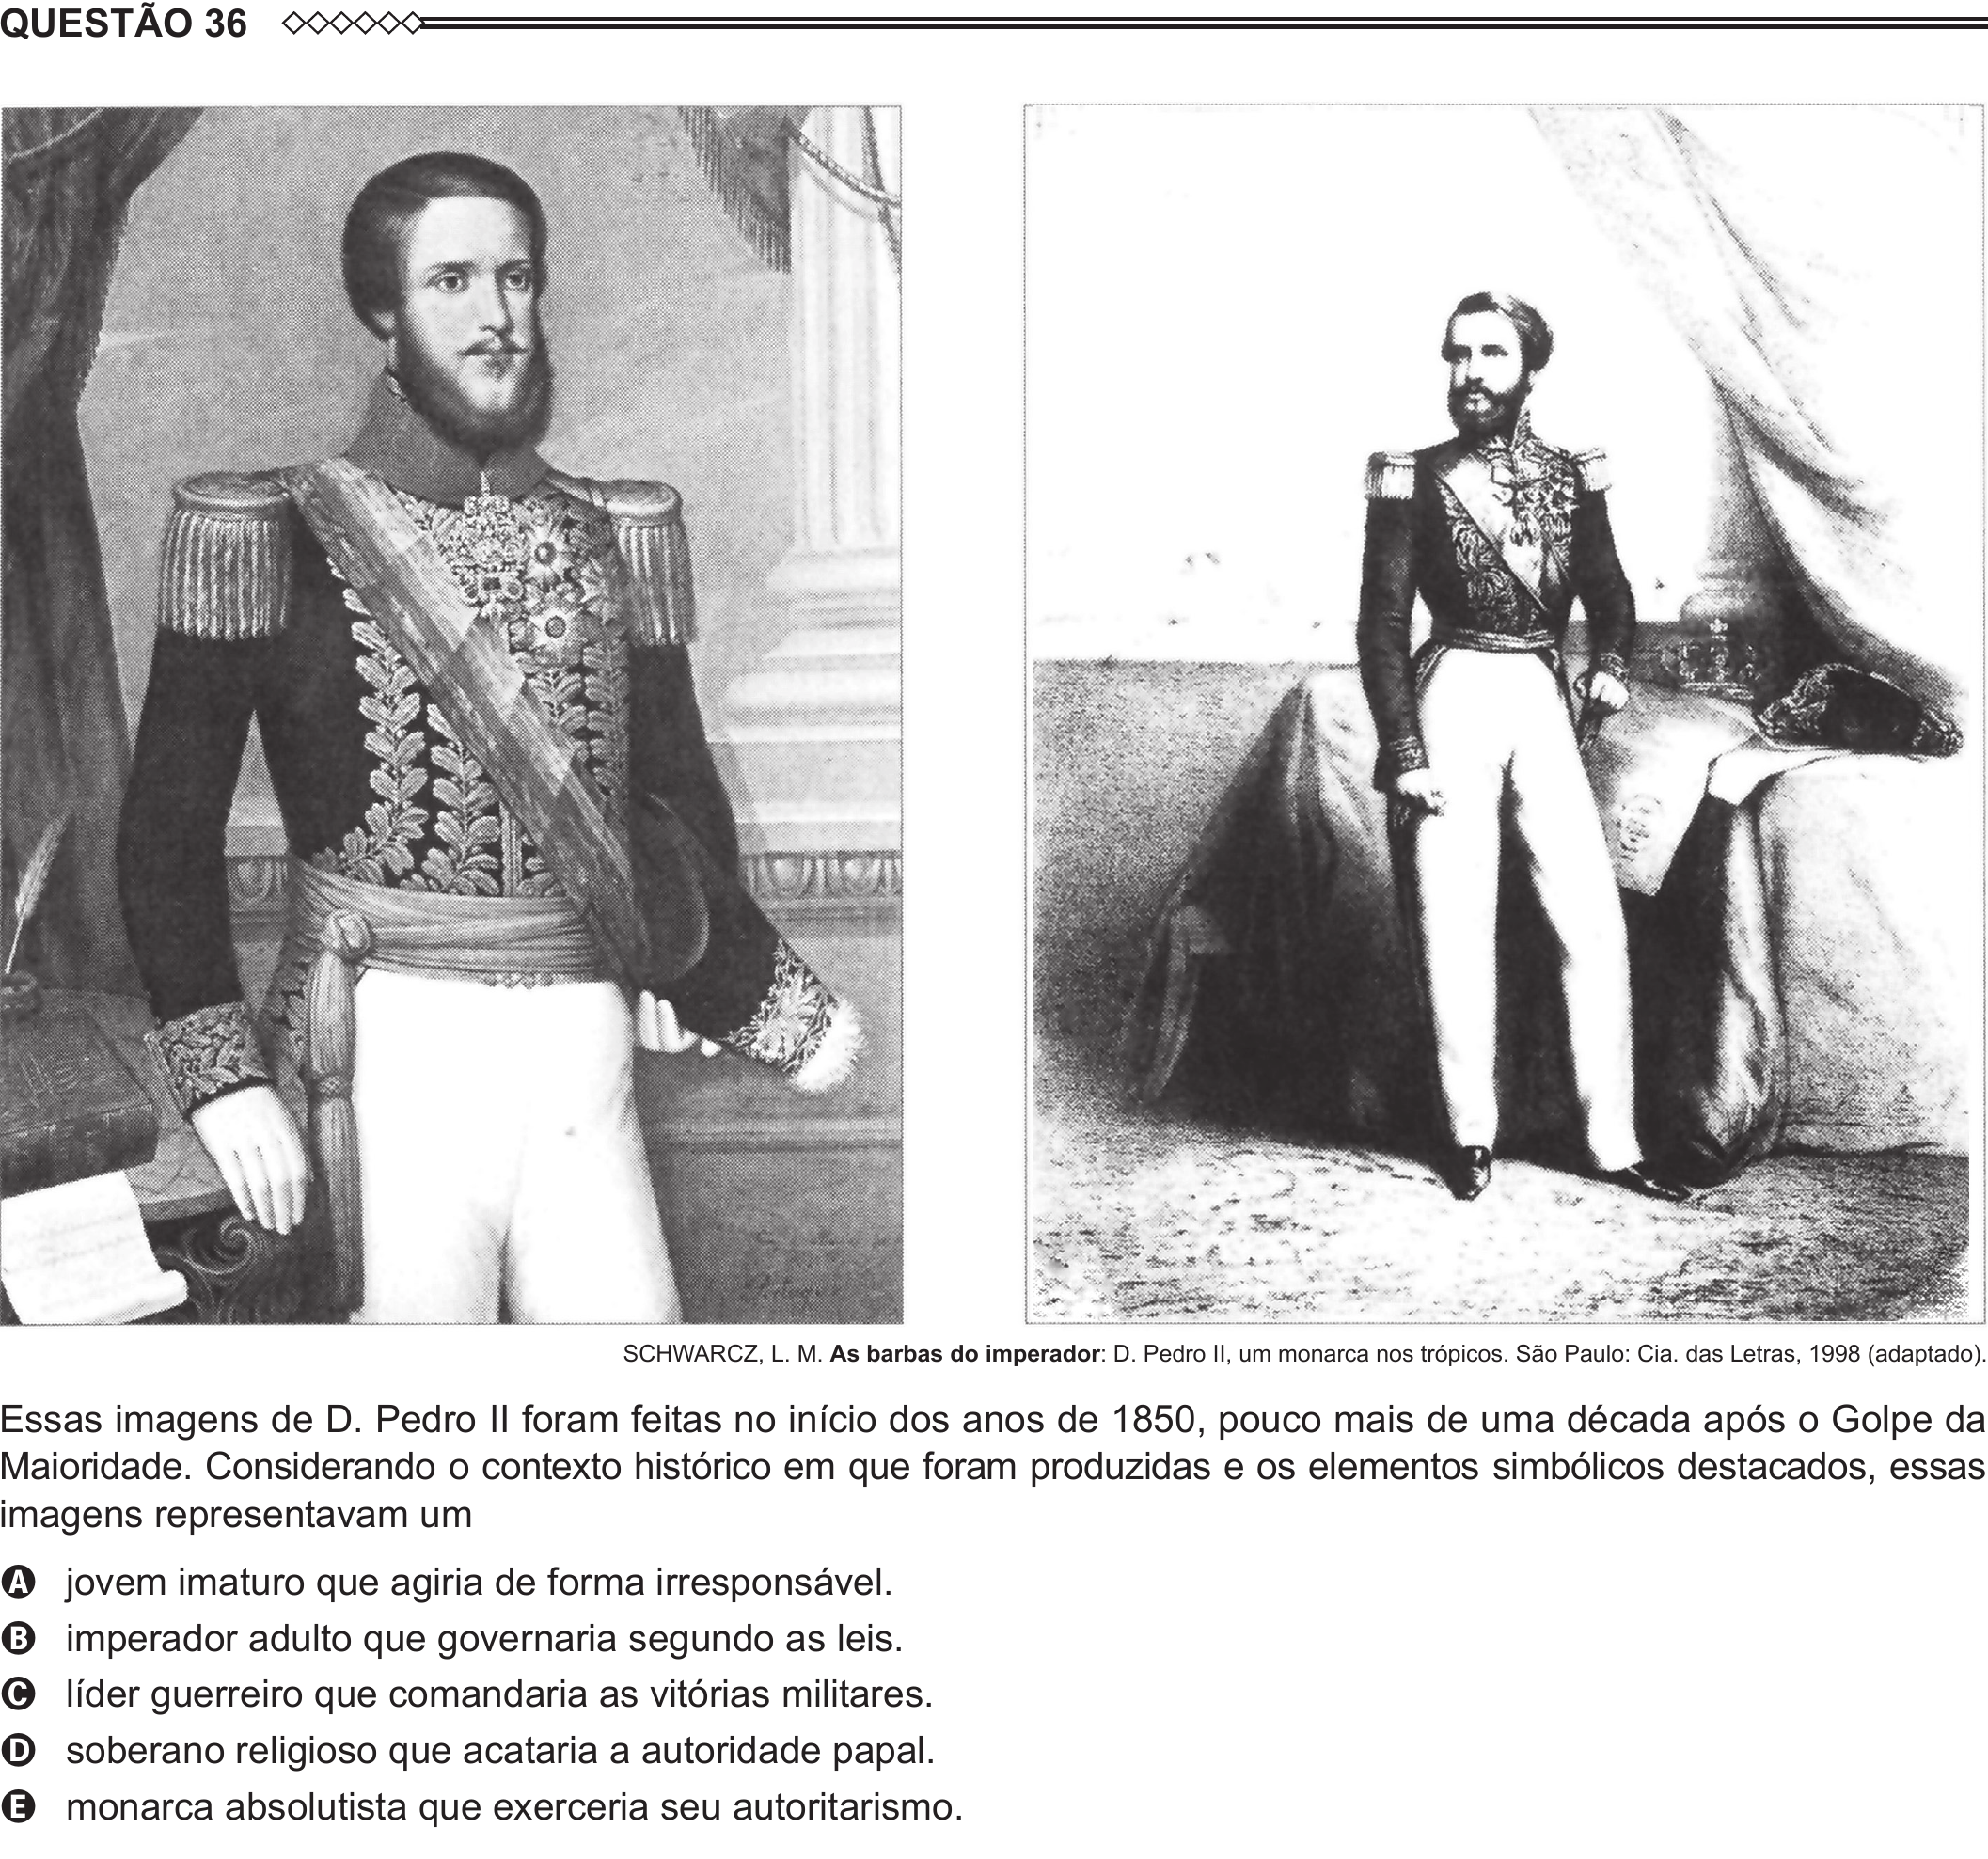 QUESTÃO 36
SCHWARCZ, L. M. As barbas do imperador: D. Pedro II, um monarca nos trópicos. São Paulo: Cia. das Letras, 1998 (adaptado).
Essas imagens de D. Pedro II foram feitas no início dos anos de 1850, pouco mais de uma década após o Golpe da
Maioridade. Considerando o contexto histórico em que foram produzidas e os elementos simbólicos destacados, essas
imagens representavam um
A jovem imaturo que agiria de forma irresponsável.
B imperador adulto que governaria segundo as leis.
C líder guerreiro que comandaria as vitórias militares.
D soberano religioso que acataria a autoridade papal.
E monarca absolutista que exerceria seu autoritarismo.